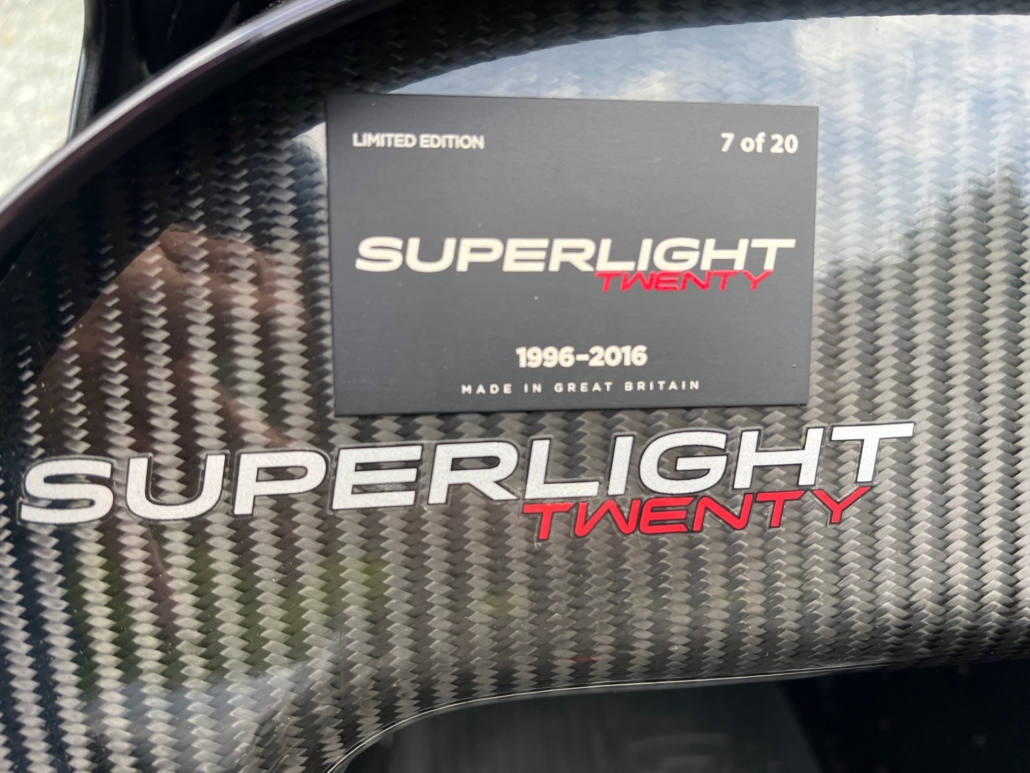 LIMITED EDITION
7 of 20
SUPERLIGHT
TWENTY
1996-2016
MADE IN GREAT BRITAIN
SUPERLIGHT
TWENTY